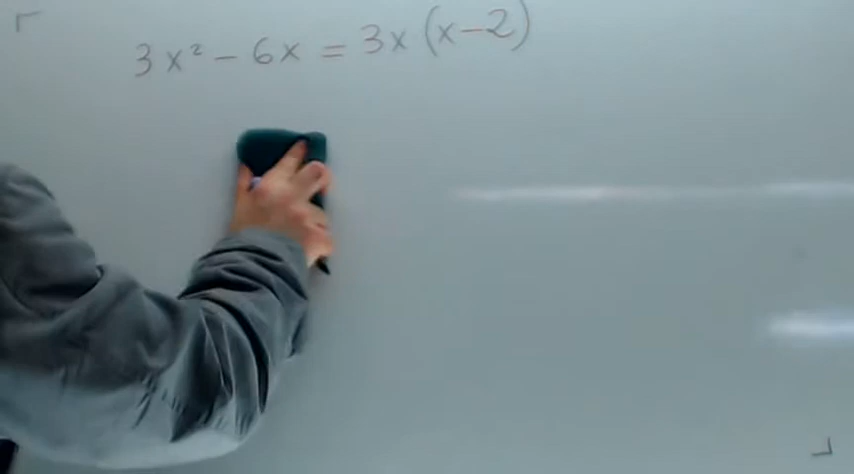 3x² - 6x = 3x (x-2)